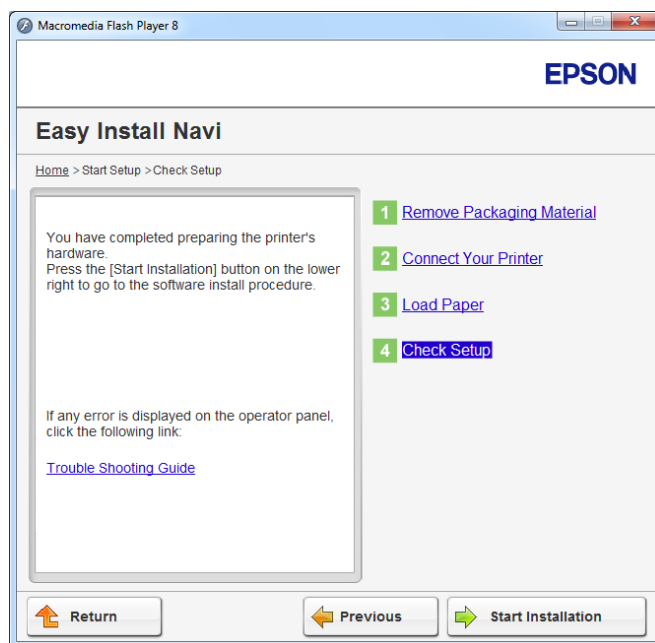 Macromedia Flash Player 8
EPSON
Easy Install Navi
Home > Start Setup >Check Setup
You have completed preparing the printer's
hardware.
Press the [Start Installation] button on the lower
right to go to the software install procedure.
If any error is displayed on the operator panel,
click the following link:
Trouble Shooting Guide
1 Remove Packaging Material
2 Connect Your Printer
3 Load Paper
4 Check Setup
Return
Previous
Start Installation